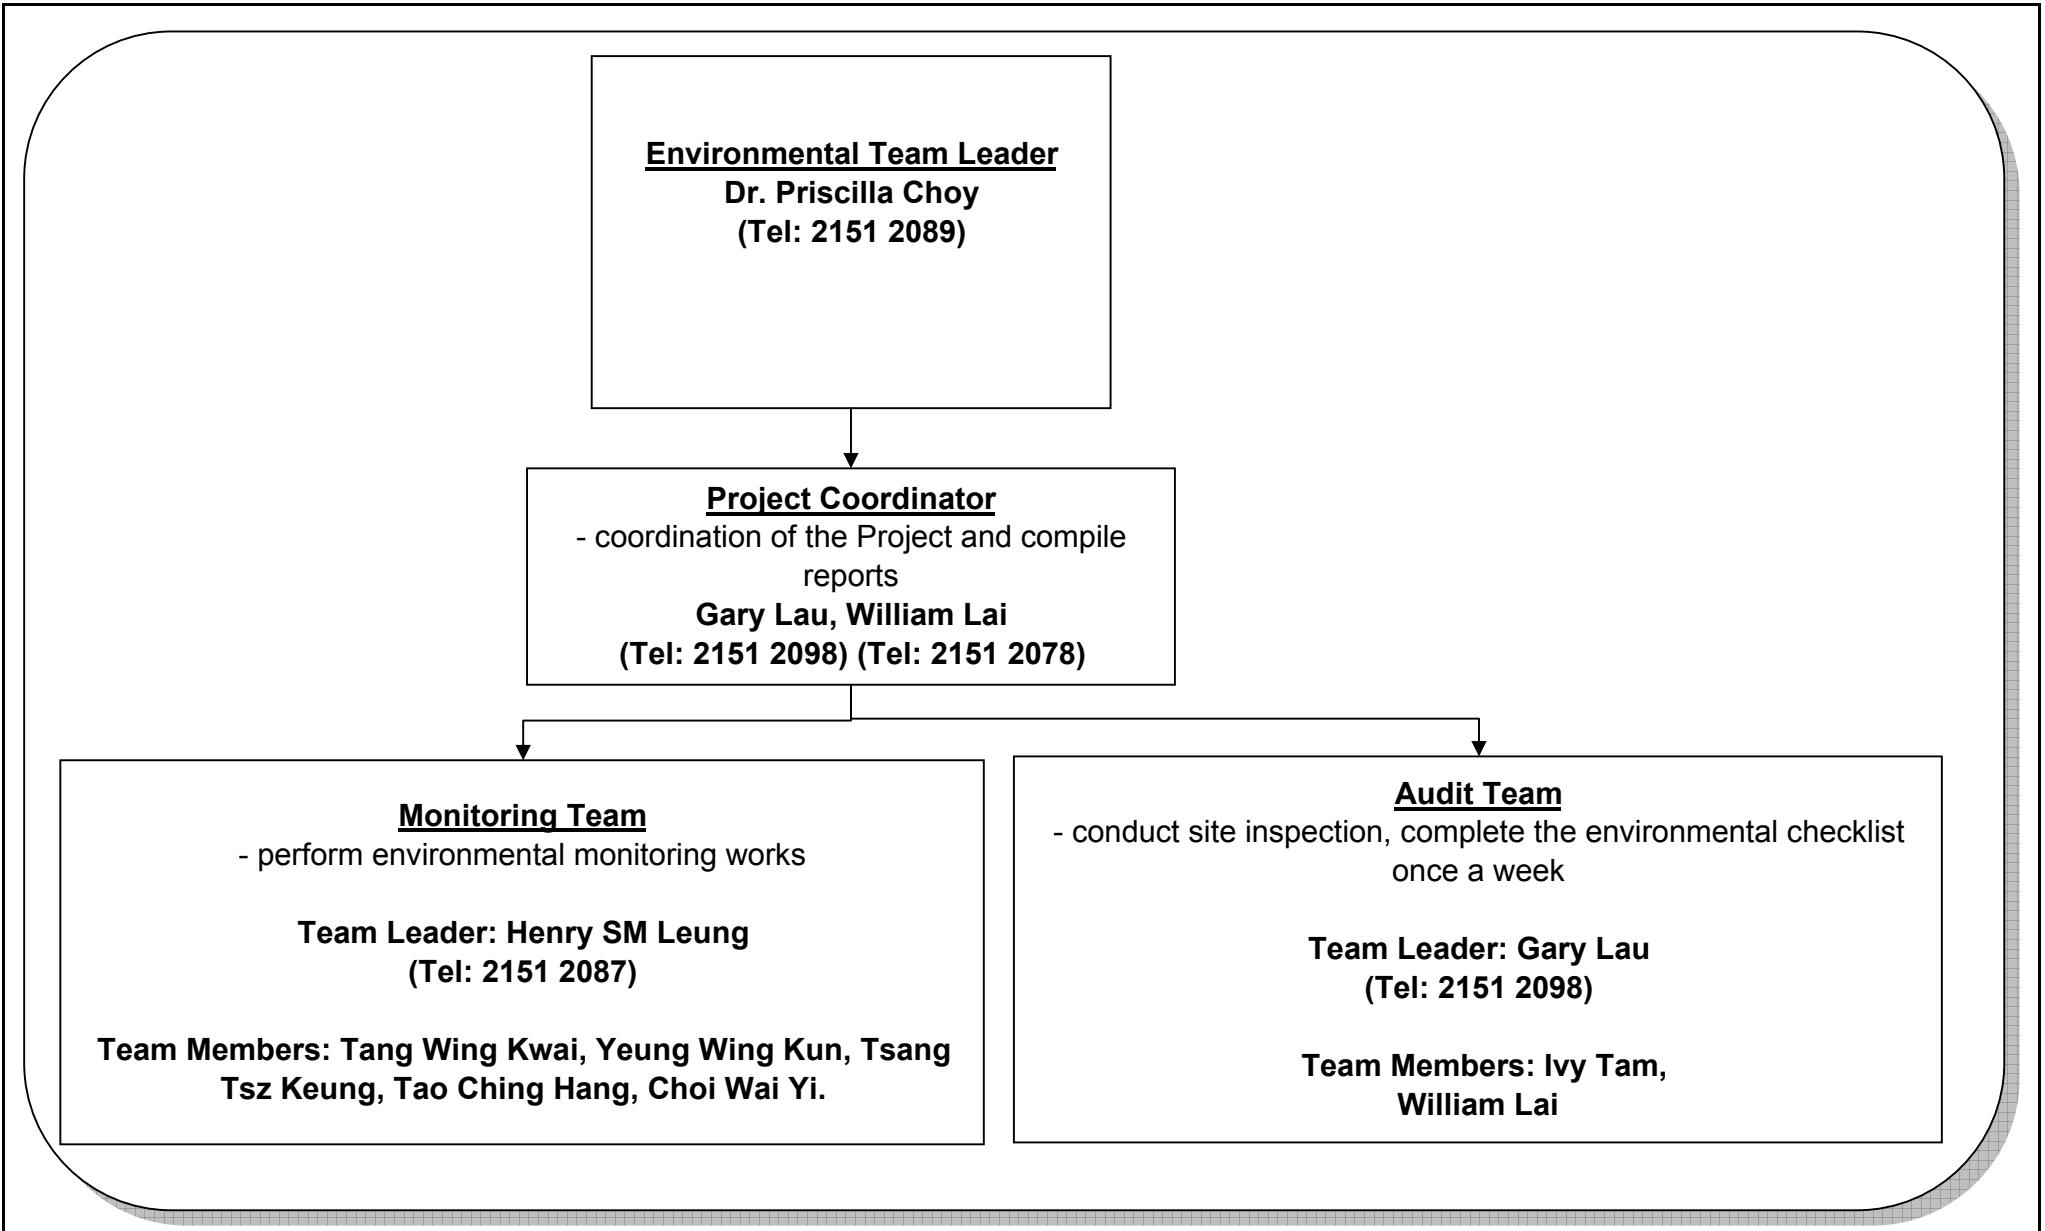 Environmental Team Leader
Dr. Priscilla Choy
(Tel: 2151 2089)
Project Coordinator
- coordination of the Project and compile
reports
Gary Lau, William Lai
(Tel: 2151 2098) (Tel: 2151 2078)
Monitoring Team
- perform environmental monitoring works
Team Leader: Henry SM Leung
(Tel: 2151 2087)
Team Members: Tang Wing Kwai, Yeung Wing Kun, Tsang
Tsz Keung, Tao Ching Hang, Choi Wai Yi.
Audit Team
- conduct site inspection, complete the environmental checklist
once a week
Team Leader: Gary Lau
(Tel: 2151 2098)
Team Members: Ivy Tam,
William Lai